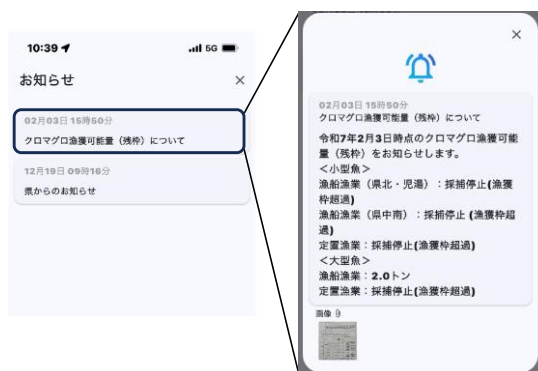 10:39
5G
お知らせ
×
02月03日 15時50分
クロマグロ漁獲可能量（残枠）について
12月19日 09時16分
県からのお知らせ
×
02月03日 15時50分
クロマグロ漁獲可能量（残枠）について
令和7年2月3日時点のクロマグロ漁獲可能
量（残枠）をお知らせします。
＜小型魚＞
漁船漁業（県北・児湯）：採捕停止(漁獲
枠超過)
漁船漁業（県中南）：採捕停止 (漁獲枠超
過)
定置漁業：採捕停止(漁獲枠超過)
＜大型魚＞
漁船漁業：2.0トン
定置漁業：採捕停止(漁獲枠超過)
画像